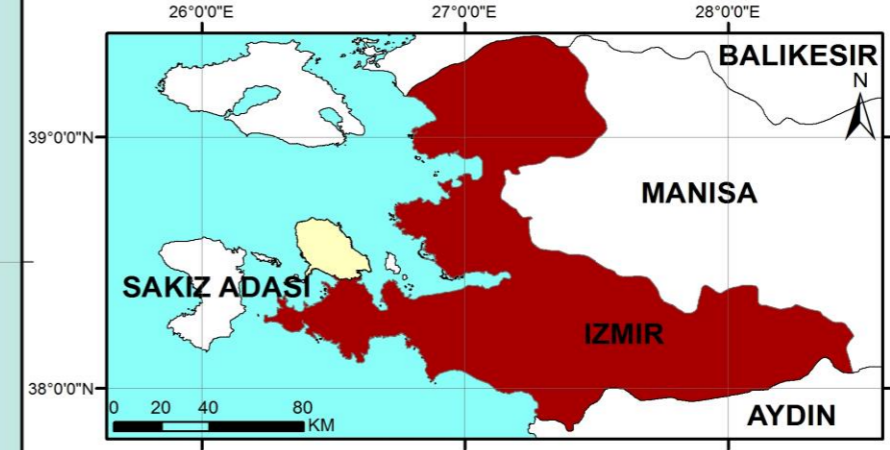 26°0'0"E 27°0'0"E 28°0'0"E
BALIKESIR
N
39°0'0"N
MANISA
SAKIZ ADASI
IZMIR
38°0'0"N
0 20 40 80
KM
AYDIN